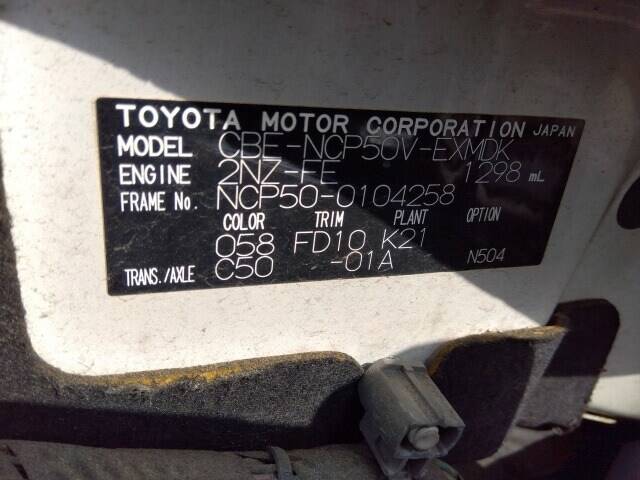 TOYOTA MOTOR CORPORATION JAPAN
MODEL CBE-NCP50V-EXMDK
ENGINE 2NZ-FE 1298 mL
FRAME No. NCP50-0104258
COLOR TRIM PLANT OPTION
058 FD10 K21
TRANS./AXLE C50 -01A N504